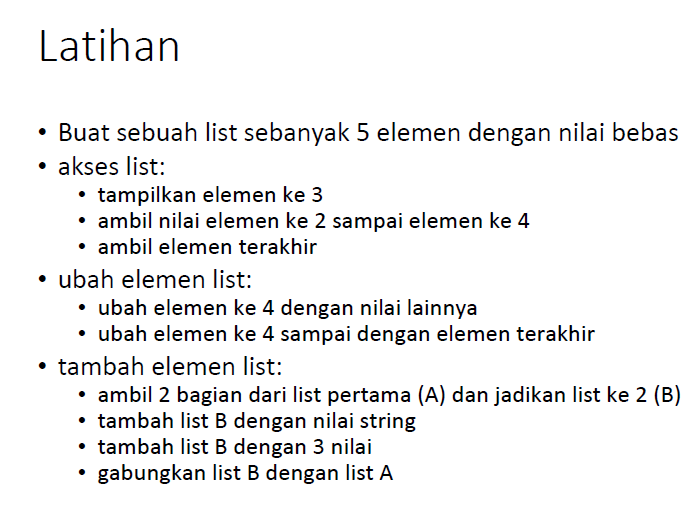 Latihan
• Buat sebuah list sebanyak 5 elemen dengan nilai bebas
• akses list:
• tampilkan elemen ke 3
• ambil nilai elemen ke 2 sampai elemen ke 4
• ambil elemen terakhir
• ubah elemen list:
• ubah elemen ke 4 dengan nilai lainnya
• ubah elemen ke 4 sampai dengan elemen terakhir
• tambah elemen list:
• ambil 2 bagian dari list pertama (A) dan jadikan list ke 2 (B)
• tambah list B dengan nilai string
• tambah list B dengan 3 nilai
• gabungkan list B dengan list A